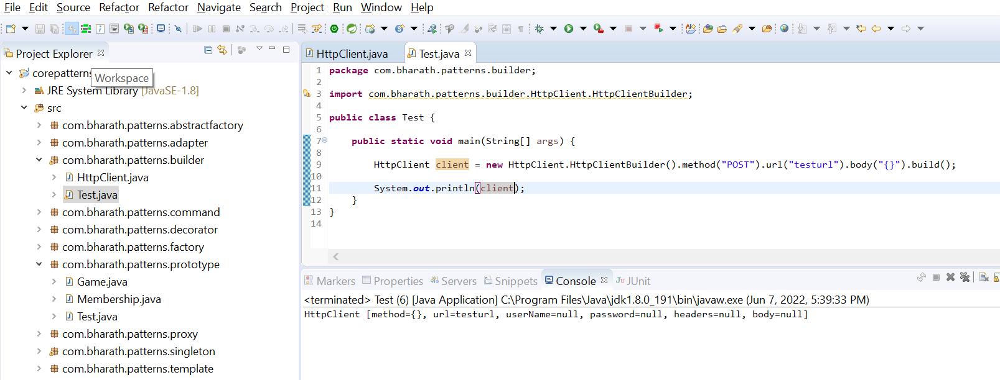 File Edit Source Refactor Refactor Navigate Search Project Run Window Help
Project Explorer
corepatterns
Workspace
JRE System Library [JavaSE-1.8]
src
com.bharath.patterns.abstractfactory
com.bharath.patterns.adapter
com.bharath.patterns.builder
HttpClient.java
Test.java
com.bharath.patterns.command
com.bharath.patterns.decorator
com.bharath.patterns.factory
com.bharath.patterns.prototype
Game.java
Membership.java
Test.java
com.bharath.patterns.proxy
com.bharath.patterns.singleton
com.bharath.patterns.template
HttpClient.java Test.java
1 package com.bharath.patterns.builder;
2
3 import com.bharath.patterns.builder.HttpClient.HttpClientBuilder;
4
5 public class Test {
6
7 public static void main(String[] args) {
8
9 HttpClient client = new HttpClient.HttpClientBuilder().method("POST").url("testurl").body("{}").build();
10
11 System.out.println(client);
12 }
13 }
14
Markers Properties Servers Snippets Console JUnit
<terminated> Test (6) [Java Application] C:\Program Files\Java\jdk1.8.0_191\bin\javaw.exe (Jun 7, 2022, 5:39:33 PM)
HttpClient [method={}, url=testurl, userName=null, password=null, headers=null, body=null]